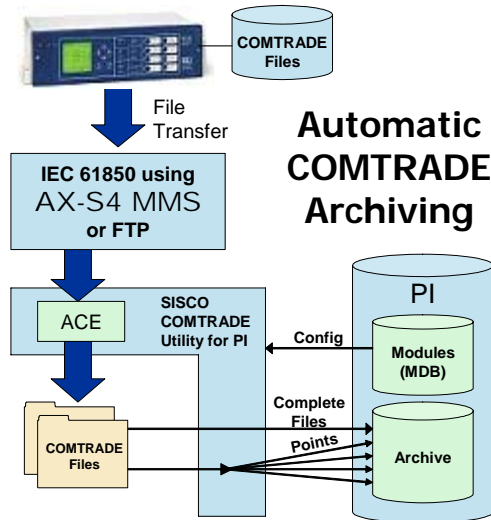 COMTRADE
Files
File
Transfer
Automatic
COMTRADE
Archiving
IEC 61850 using
AX-S4 MMS
or FTP
PI
ACE
SISCO
COMTRADE
Utility for PI
Config
Modules
(MDB)
Complete
Files
Points
COMTRADE
Files
Archive